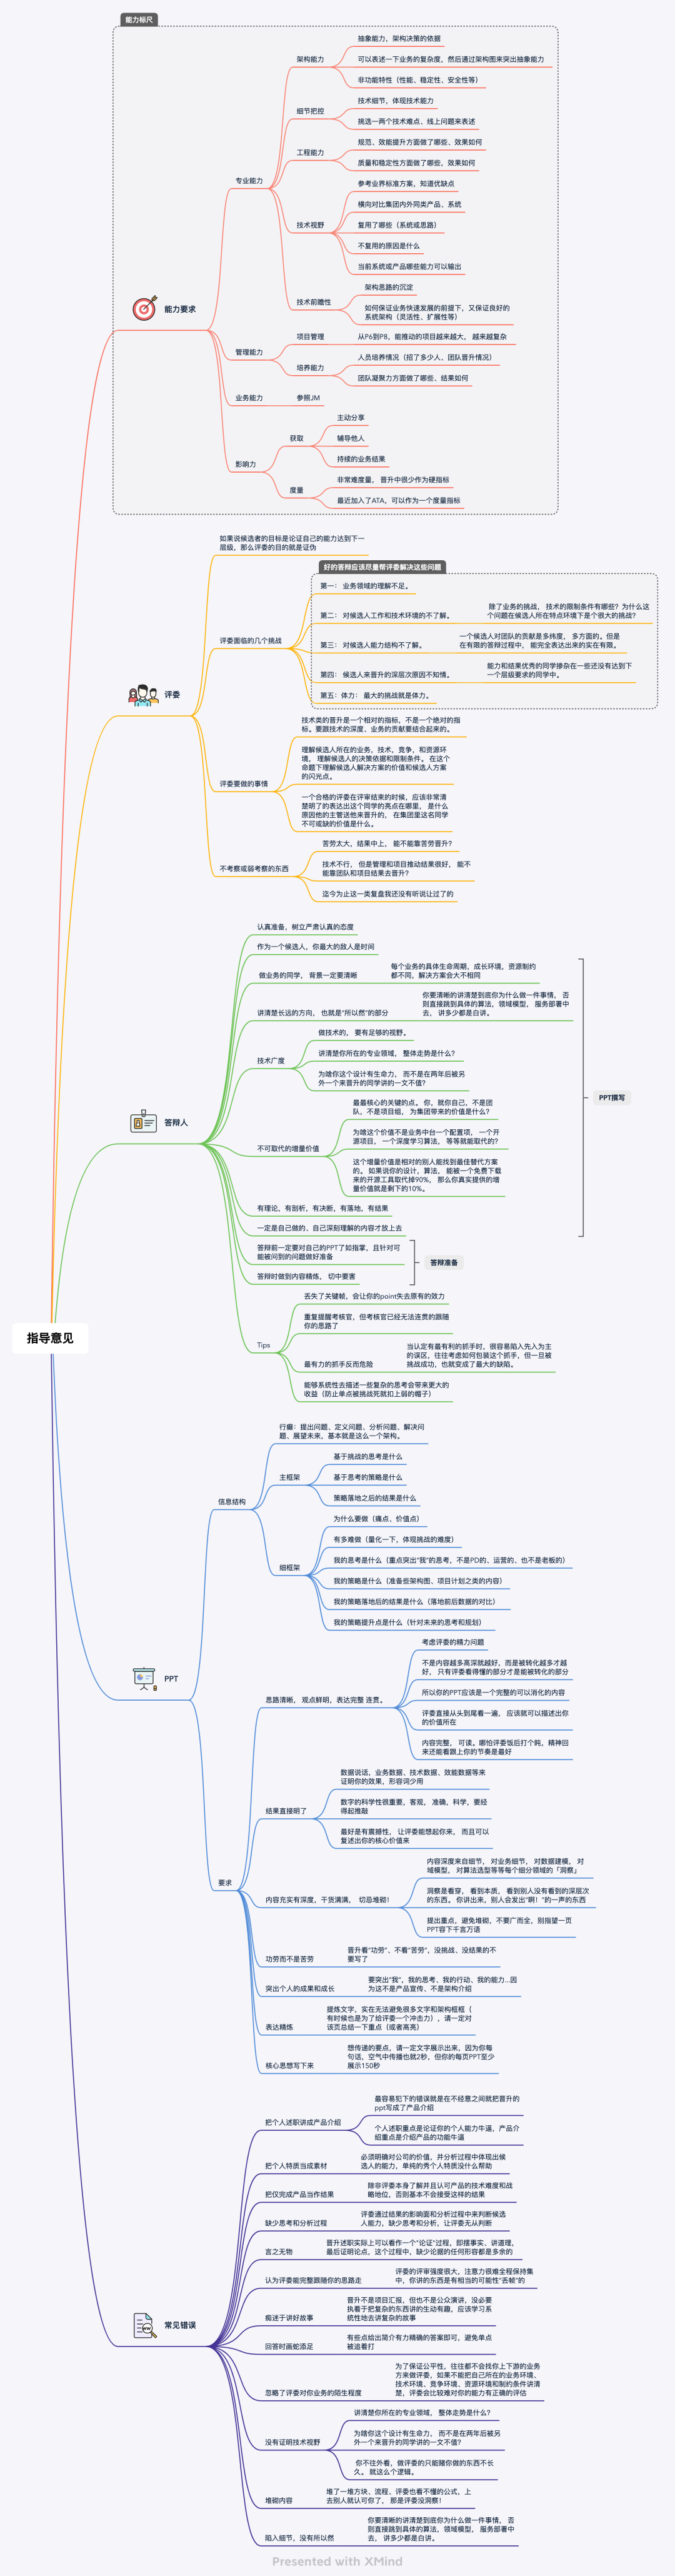 能力标尺
指导意见
能力要求
专业能力
架构能力
抽象能力，架构决策的依据
可以表述一下业务的复杂度，然后通过架构图来突出抽象能力
非功能特性（性能、稳定性、安全性等）
细节把控
技术细节，体现技术能力
挑选一两个技术难点、线上问题来表述
工程能力
规范、效能提升方面做了哪些、效果如何
质量和稳定性方面做了哪些，效果如何
技术视野
参考业界标准方案，知道优缺点
横向对比集团内外同类产品、系统
复用了哪些（系统或思路）
不复用的原因是什么
当前系统或产品哪些能力可以输出
技术前瞻性
架构思路的沉淀
如何保证业务快速发展的前提下，又保证良好的
系统架构（灵活性、扩展性等）
管理能力
项目管理
从P6到P8，能推动的项目越来越大， 越来越复杂
培养能力
人员培养情况（招了多少人、团队晋升情况）
团队凝聚力方面做了哪些、结果如何
业务能力
参照JM
影响力
获取
主动分享
辅导他人
持续的业务结果
度量
非常难度量， 晋升中很少作为硬指标
最近加入了ATA，可以作为一个度量指标
评委
如果说候选者的目标是论证自己的能力达到下一
层级，那么评委的目的就是证伪
评委面临的几个挑战
好的答辩应该尽量帮评委解决这些问题
第一： 业务领域的理解不足。
第二： 对候选人工作和技术环境的不了解。
除了业务的挑战， 技术的限制条件有哪些？为什么这
个问题在候选人所在特点环境下是个很大的挑战？
第三： 对候选人能力结构不了解。
一个候选人对团队的贡献是多纬度， 多方面的。但是
在有限的答辩过程中， 能完全表达出来的实在有限。
第四： 候选人来晋升的深层次原因不知情。
能力和结果优秀的同学掺杂在一些还没有达到下
一个层级要求的同学中。
第五：体力： 最大的挑战就是体力。
评委要做的事情
技术类的晋升是一个相对的指标，不是一个绝对的指
标。要跟技术的深度、业务的贡献要结合起来的。
理解候选人所在的业务，技术，竞争，和资源环
境， 理解候选人的决策依据和限制条件。 在这个
命题下理解候选人解决方案的价值和候选人方案
的闪光点。
一个合格的评委在评审结束的时候，应该非常清
楚明了的表达出这个同学的亮点在哪里， 是什么
原因他的主管送他来晋升的， 在集团里这名同学
不可或缺的价值是什么。
不考察或弱考察的东西
苦劳太大，结果中上， 能不能靠苦劳晋升？
技术不行， 但是管理和项目推动结果很好， 能不
能靠团队和项目结果去晋升？
迄今为止这一类复盘我还没有听说让过了的
答辩人
认真准备，树立严肃认真的态度
作为一个候选人，你最大的敌人是时间
做业务的同学， 背景一定要清晰
每个业务的具体生命周期，成长环境，资源制约
都不同，解决方案会大不相同
讲清楚长远的方向， 也就是“所以然”的部分
你要清晰的讲清楚到底你为什么做一件事情， 否
则直接跳到具体的算法，领域模型， 服务部署中
去， 讲多少都是白讲。
技术广度
做技术的， 要有足够的视野。
讲清楚你所在的专业领域， 整体走势是什么？
为啥你这个设计有生命力， 而不是在两年后被另
外一个来晋升的同学讲的一文不值？
不可取代的增量价值
最最核心的关键的点。 你，就你自己，不是团
队，不是项目组， 为集团带来的价值是什么？
为啥这个价值不是业务中台一个配置项， 一个开
源项目， 一个深度学习算法， 等等就能取代的？
这个增量价值是相对的别人能找到最佳替代方案
的。 如果说你的设计，算法， 能被一个免费下载
来的开源工具取代掉90%， 那么你真实提供的增
量价值就是剩下的10%。
有理论，有剖析，有决断，有落地，有结果
一定是自己做的、自己深刻理解的内容才放上去
PPT撰写
答辩前一定要对自己的PPT了如指掌，且针对可
能被问到的问题做好准备
答辩时做到内容精炼， 切中要害
答辩准备
Tips
丢失了关键帧，会让你的point失去原有的效力
重复提醒考核官，但考核官已经无法连贯的跟随
你的思路了
最有力的抓手反而危险
当认定有最有利的抓手时，很容易陷入先入为主
的误区，往往考虑如何包装这个抓手，但一旦被
挑战成功，也就变成了最大的缺陷。
能够系统性去描述一些复杂的思考会带来更大的
收益（防止单点被挑战死就扣上弱的帽子）
PPT
信息结构
行癫：提出问题、定义问题、分析问题、解决问
题、展望未来，基本就是这么一个架构。
主框架
基于挑战的思考是什么
基于思考的策略是什么
策略落地之后的结果是什么
细框架
为什么要做（痛点、价值点）
有多难做（量化一下，体现挑战的难度）
我的思考是什么（重点突出“我”的思考，不是PD的、运营的、也不是老板的）
我的策略是什么（准备些架构图、项目计划之类的内容）
我的策略落地后的结果是什么（落地前后数据的对比）
我的策略提升点是什么（针对未来的思考和规划）
要求
思路清晰， 观点鲜明，表达完整 连贯。
考虑评委的精力问题
不是内容越多高深就越好，而是被转化越多才越
好， 只有评委看得懂的部分才是能被转化的部分
所以你的PPT应该是一个完整的可以消化的内容
评委直接从头到尾看一遍， 应该就可以描述出你
的价值所在
内容完整， 可读。哪怕评委饭后打个盹，精神回
来还能看跟上你的节奏是最好
结果直接明了
数据说话，业务数据、技术数据、效能数据等来
证明你的效果，形容词少用
数字的科学性很重要，客观， 准确，科学，要经
得起推敲
最好是有震撼性， 让评委能想起你来， 而且可以
复述出你的核心价值来
内容充实有深度，干货满满， 切忌堆砌！
内容深度来自细节， 对业务细节， 对数据建模， 对
域模型， 对算法选型等等每个细分领域的「洞察」
洞察是看穿， 看到本质， 看到别人没有看到的深层次
的东西。 你讲出来，别人会发出“啊！”的一声的东西
提出重点，避免堆砌，不要广而全，别指望一页
PPT容下千言万语
功劳而不是苦劳
晋升看“功劳”、不看“苦劳”，没挑战、没结果的不
要写了
突出个人的成果和成长
要突出“我”，我的思考、我的行动、我的能力...因
为这不是产品宣传、不是架构介绍
表达精炼
提炼文字，实在无法避免很多文字和架构框框（
有时候也是为了给评委一个冲击力），请一定对
该页总结一下重点（或者高亮）
核心思想写下来
想传递的要点，请一定文字展示出来，因为你每
句话，空气中传播也就2秒，但你的每页PPT至少
展示150秒
常见错误
把个人述职讲成产品介绍
最容易犯下的错误就是在不经意之间就把晋升的
ppt写成了产品介绍
个人述职重点是论证你的个人能力牛逼，产品介
绍重点是介绍产品的功能牛逼
把个人特质当成素材
必须明确对公司的价值，并分析过程中体现出候
选人的能力，单纯的秀个人特质没什么帮助
把仅完成产品当作结果
除非评委本身了解并且认可产品的技术难度和战
略地位，否则基本不会接受这样的结果
缺少思考和分析过程
评委通过结果的影响面和分析过程中来判断候选
人能力，缺少思考和分析，让评委无从判断
言之无物
晋升述职实际上可以看作一个“论证”过程，即摆事实、讲道理，
最后证明论点，这个过程中，缺少论据的任何形容都是多余的
认为评委能完整跟随你的思路走
评委的评审强度很大，注意力很难全程保持集
中，你讲的东西是有相当的可能性“丢帧”的
痴迷于讲好故事
晋升不是项目汇报，但也不是公众演讲，没必要
执着于把复杂的东西讲的生动有趣，应该学习系
统性地去讲复杂的故事
回答时画蛇添足
有些点给出简介有力精确的答案即可，避免单点
被追着打
忽略了评委对你业务的陌生程度
为了保证公平性，往往都不会找你上下游的业务
方来做评委，如果不能把自己所在的业务环境、
技术环境、竞争环境、资源环境和制约条件讲清
楚，评委会比较难对你的能力有正确的评估
没有证明技术视野
讲清楚你所在的专业领域， 整体走势是什么？
为啥你这个设计有生命力， 而不是在两年后被另
外一个来晋升的同学讲的一文不值？
你不往外看，做评委的只能赌你做的东西不长
久。 就这么个逻辑。
堆砌内容
堆了一堆方块、流程、评委也看不懂的公式，上
去别人就认可你了， 那是评委没洞察！
陷入细节，没有所以然
你要清晰的讲清楚到底你为什么做一件事情， 否
则直接跳到具体的算法，领域模型， 服务部署中
去， 讲多少都是白讲。
Presented with XMind